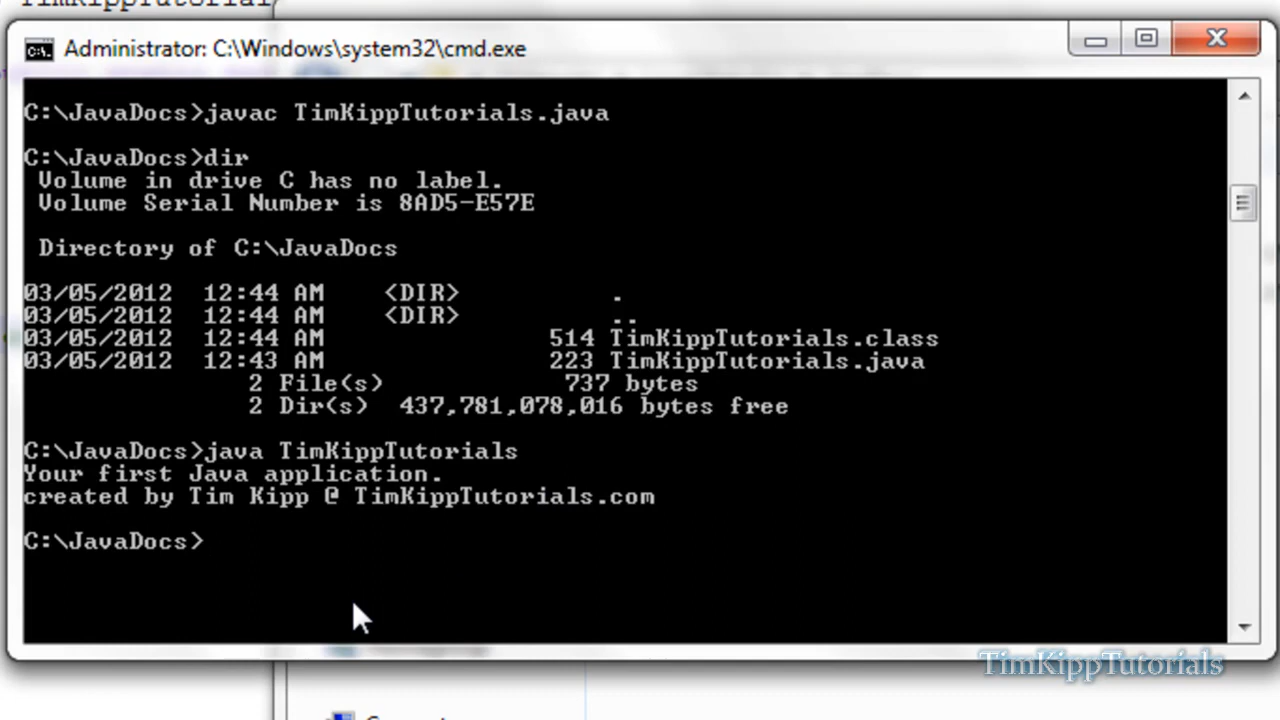 Administrator: C:\Windows\system32\cmd.exe
C:\JavaDocs>javac TimKippTutorials.java
C:\JavaDocs>dir
Volume in drive C has no label.
Volume Serial Number is 8AD5-E57E
Directory of C:\JavaDocs
03/05/2012 12:44 AM <DIR> .
03/05/2012 12:44 AM <DIR> ..
03/05/2012 12:44 AM 514 TimKippTutorials.class
03/05/2012 12:43 AM 223 TimKippTutorials.java
2 File(s) 737 bytes
2 Dir(s) 437,781,078,016 bytes free
C:\JavaDocs>java TimKippTutorials
Your first Java application.
created by Tim Kipp @ TimKippTutorials.com
C:\JavaDocs>
TimKippTutorials